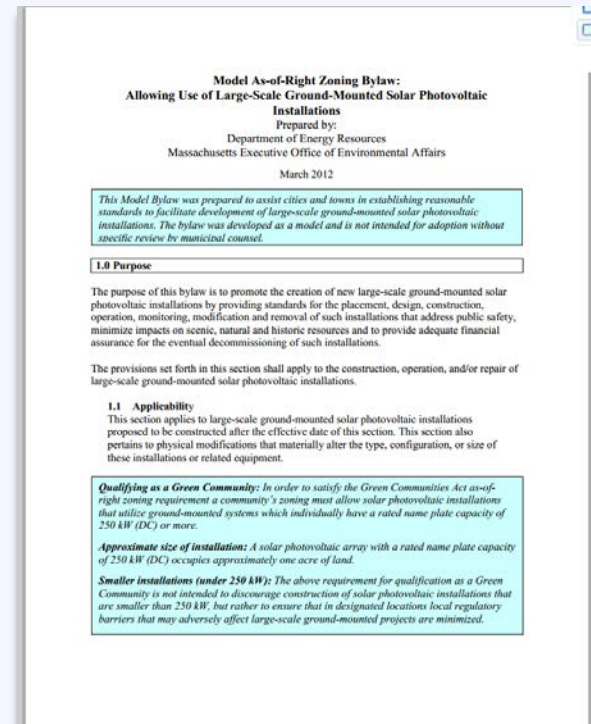 Model As-of-Right Zoning Bylaw:
Allowing Use of Large-Scale Ground-Mounted Solar Photovoltaic
Installations
Prepared by:
Department of Energy Resources
Massachusetts Executive Office of Environmental Affairs
March 2012
This Model Bylaw was prepared to assist cities and towns in establishing reasonable
standards to facilitate development of large-scale ground-mounted solar photovoltaic
installations. The bylaw was developed as a model and is not intended for adoption without
specific review by municipal counsel.
1.0 Purpose
The purpose of this bylaw is to promote the creation of new large-scale ground-mounted solar
photovoltaic installations by providing standards for the placement, design, construction,
operation, monitoring, modification and removal of such installations that address public safety,
minimize impacts on scenic, natural and historic resources and to provide adequate financial
assurance for the eventual decommissioning of such installations.
The provisions set forth in this section shall apply to the construction, operation, and/or repair of
large-scale ground-mounted solar photovoltaic installations.
1.1 Applicability
This section applies to large-scale ground-mounted solar photovoltaic installations
proposed to be constructed after the effective date of this section. This section also
pertains to physical modifications that materially alter the type, configuration, or size of
these installations or related equipment.
Qualifying as a Green Community: In order to satisfy the Green Communities Act as-of-
right zoning requirement a community's zoning must allow solar photovoltaic installations
that utilize ground-mounted systems which individually have a rated name plate capacity of
250 kW (DC) or more.
Approximate size of installation: A solar photovoltaic array with a rated name plate capacity
of 250 kW (DC) occupies approximately one acre of land.
Smaller installations (under 250 kW): The above requirement for qualification as a Green
Community is not intended to discourage construction of solar photovoltaic installations that
are smaller than 250 kW, but rather to ensure that in designated locations local regulatory
barriers that may adversely affect large-scale ground-mounted projects are minimized.